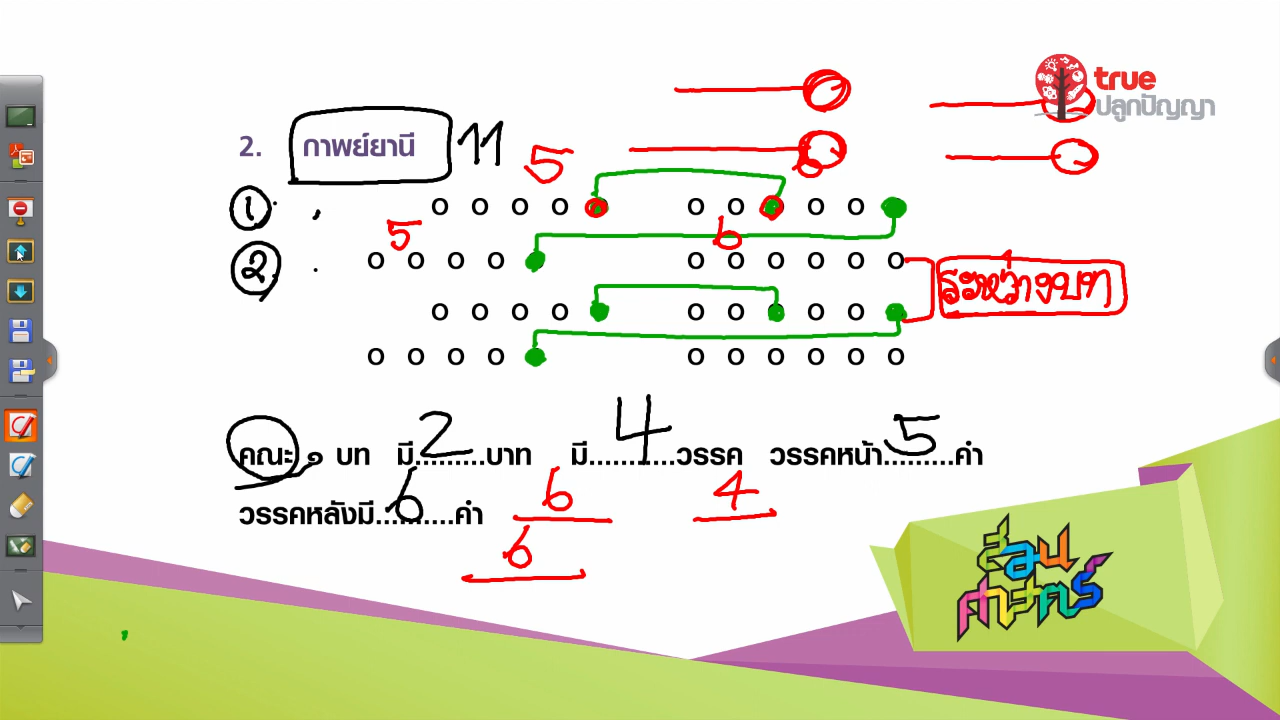 true
ปลูกปัญญา
2. กาพย์ยานี 11
5 6
1 o o o o o o o o o
5 6
2 o o o o o o o o o o
ระหว่างบท
o o o o o o o o
o o o o o o o o o o
คณะ ๑ บท มี....2.....บาท มี....4....วรรค วรรคหน้า....5....คำ
วรรคหลังมี....6....คำ 6 4
6
สอน
ศาสตร์